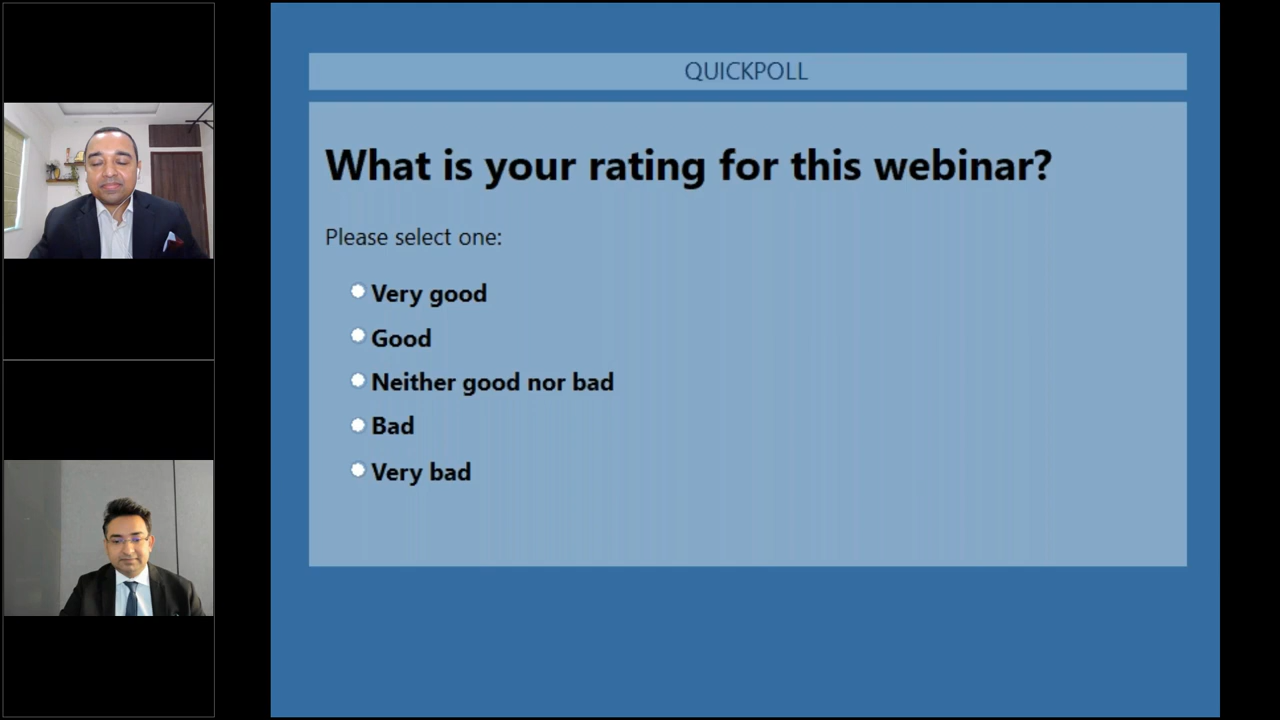 QUICKPOLL
What is your rating for this webinar?
Please select one:
Very good
Good
Neither good nor bad
Bad
Very bad